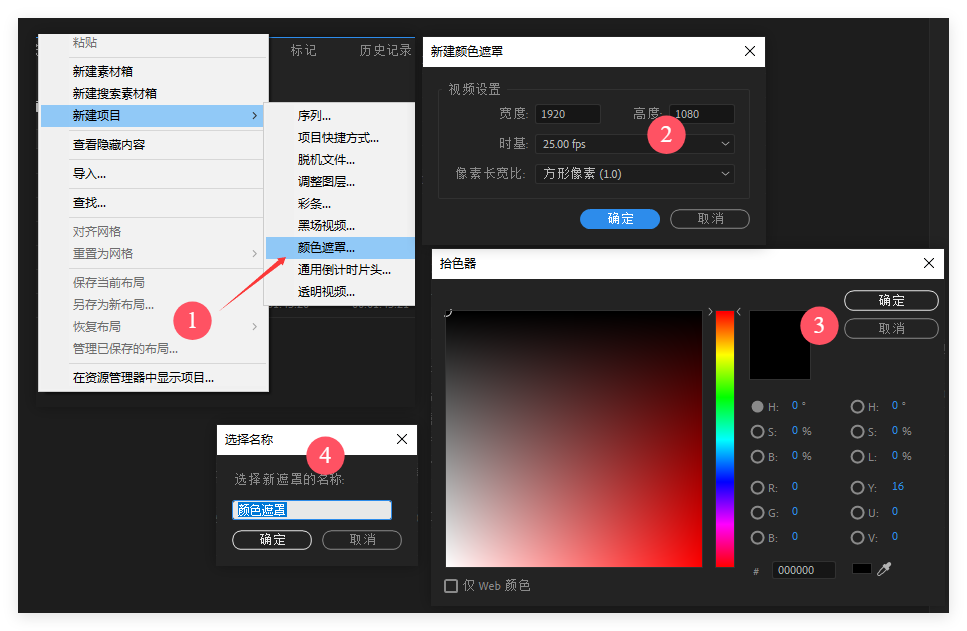 粘贴
新建素材箱
新建搜索素材箱
新建项目
查看隐藏内容
导入...
查找...
对齐网格
重置为网格
保存当前布局
另存为新布局...
恢复布局
管理已保存的布局...
在资源管理器中显示项目...
标记 历史记录
序列...
项目快捷方式...
脱机文件...
调整图层...
彩条...
黑场视频...
颜色遮罩...
通用倒计时片头...
透明视频...
1
新建颜色遮罩
视频设置
宽度: 1920 高度: 1080
2
时基: 25.00 fps
像素长宽比: 方形像素 (1.0)
确定 取消
拾色器
确定
3
取消
H: 0 ° H: 0 °
S: 0 % S: 0 %
B: 0 % L: 0 %
R: 0 Y: 16
G: 0 U: 0
B: 0 V: 0
# 000000
仅 Web 颜色
选择名称
4
选择新遮罩的名称:
颜色遮罩
确定 取消